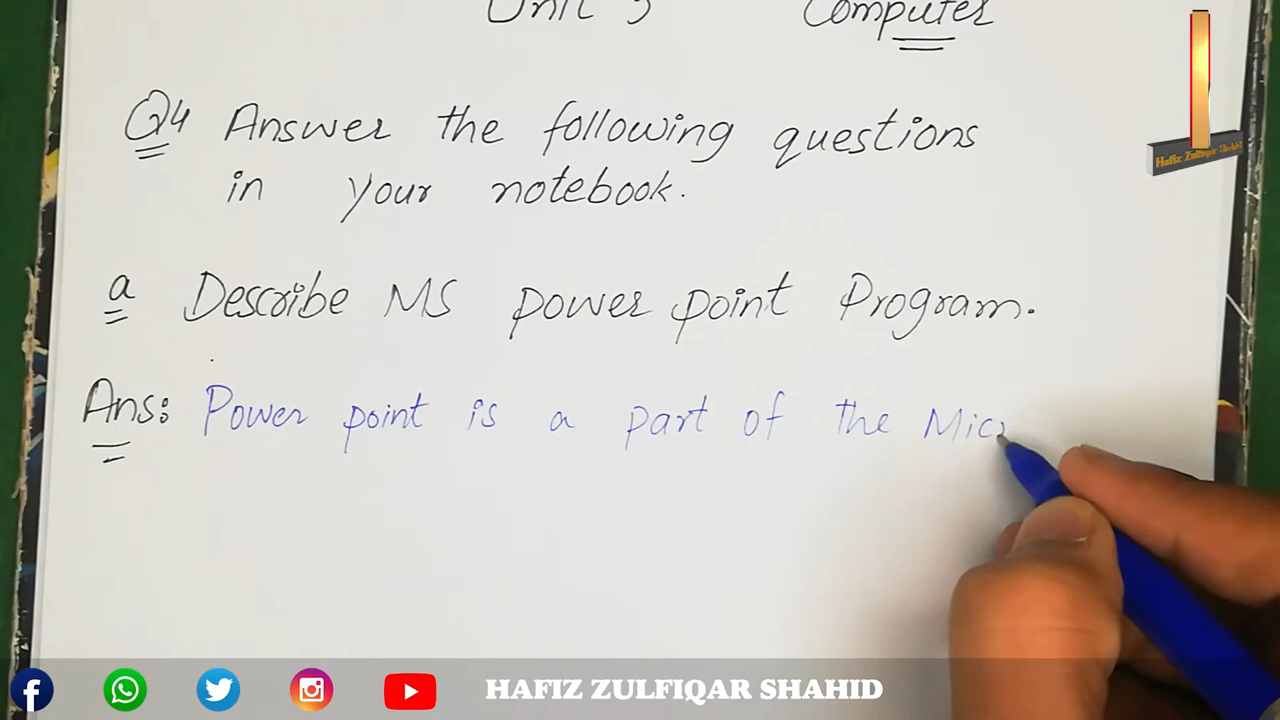 Unit 5 Computer
Q4 Answer the following questions
in your notebook.
a Describe MS power point Program.
Ans: Power point is a part of the Mic
Hafiz Zulfiqar Shahid
HAFIZ ZULFIQAR SHAHID